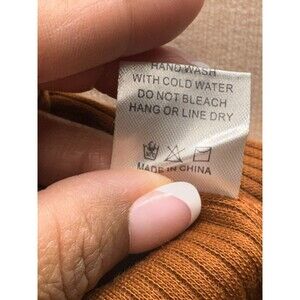 HAND WASH
WITH COLD WATER
DO NOT BLEACH
HANG OR LINE DRY
MADE IN CHINA